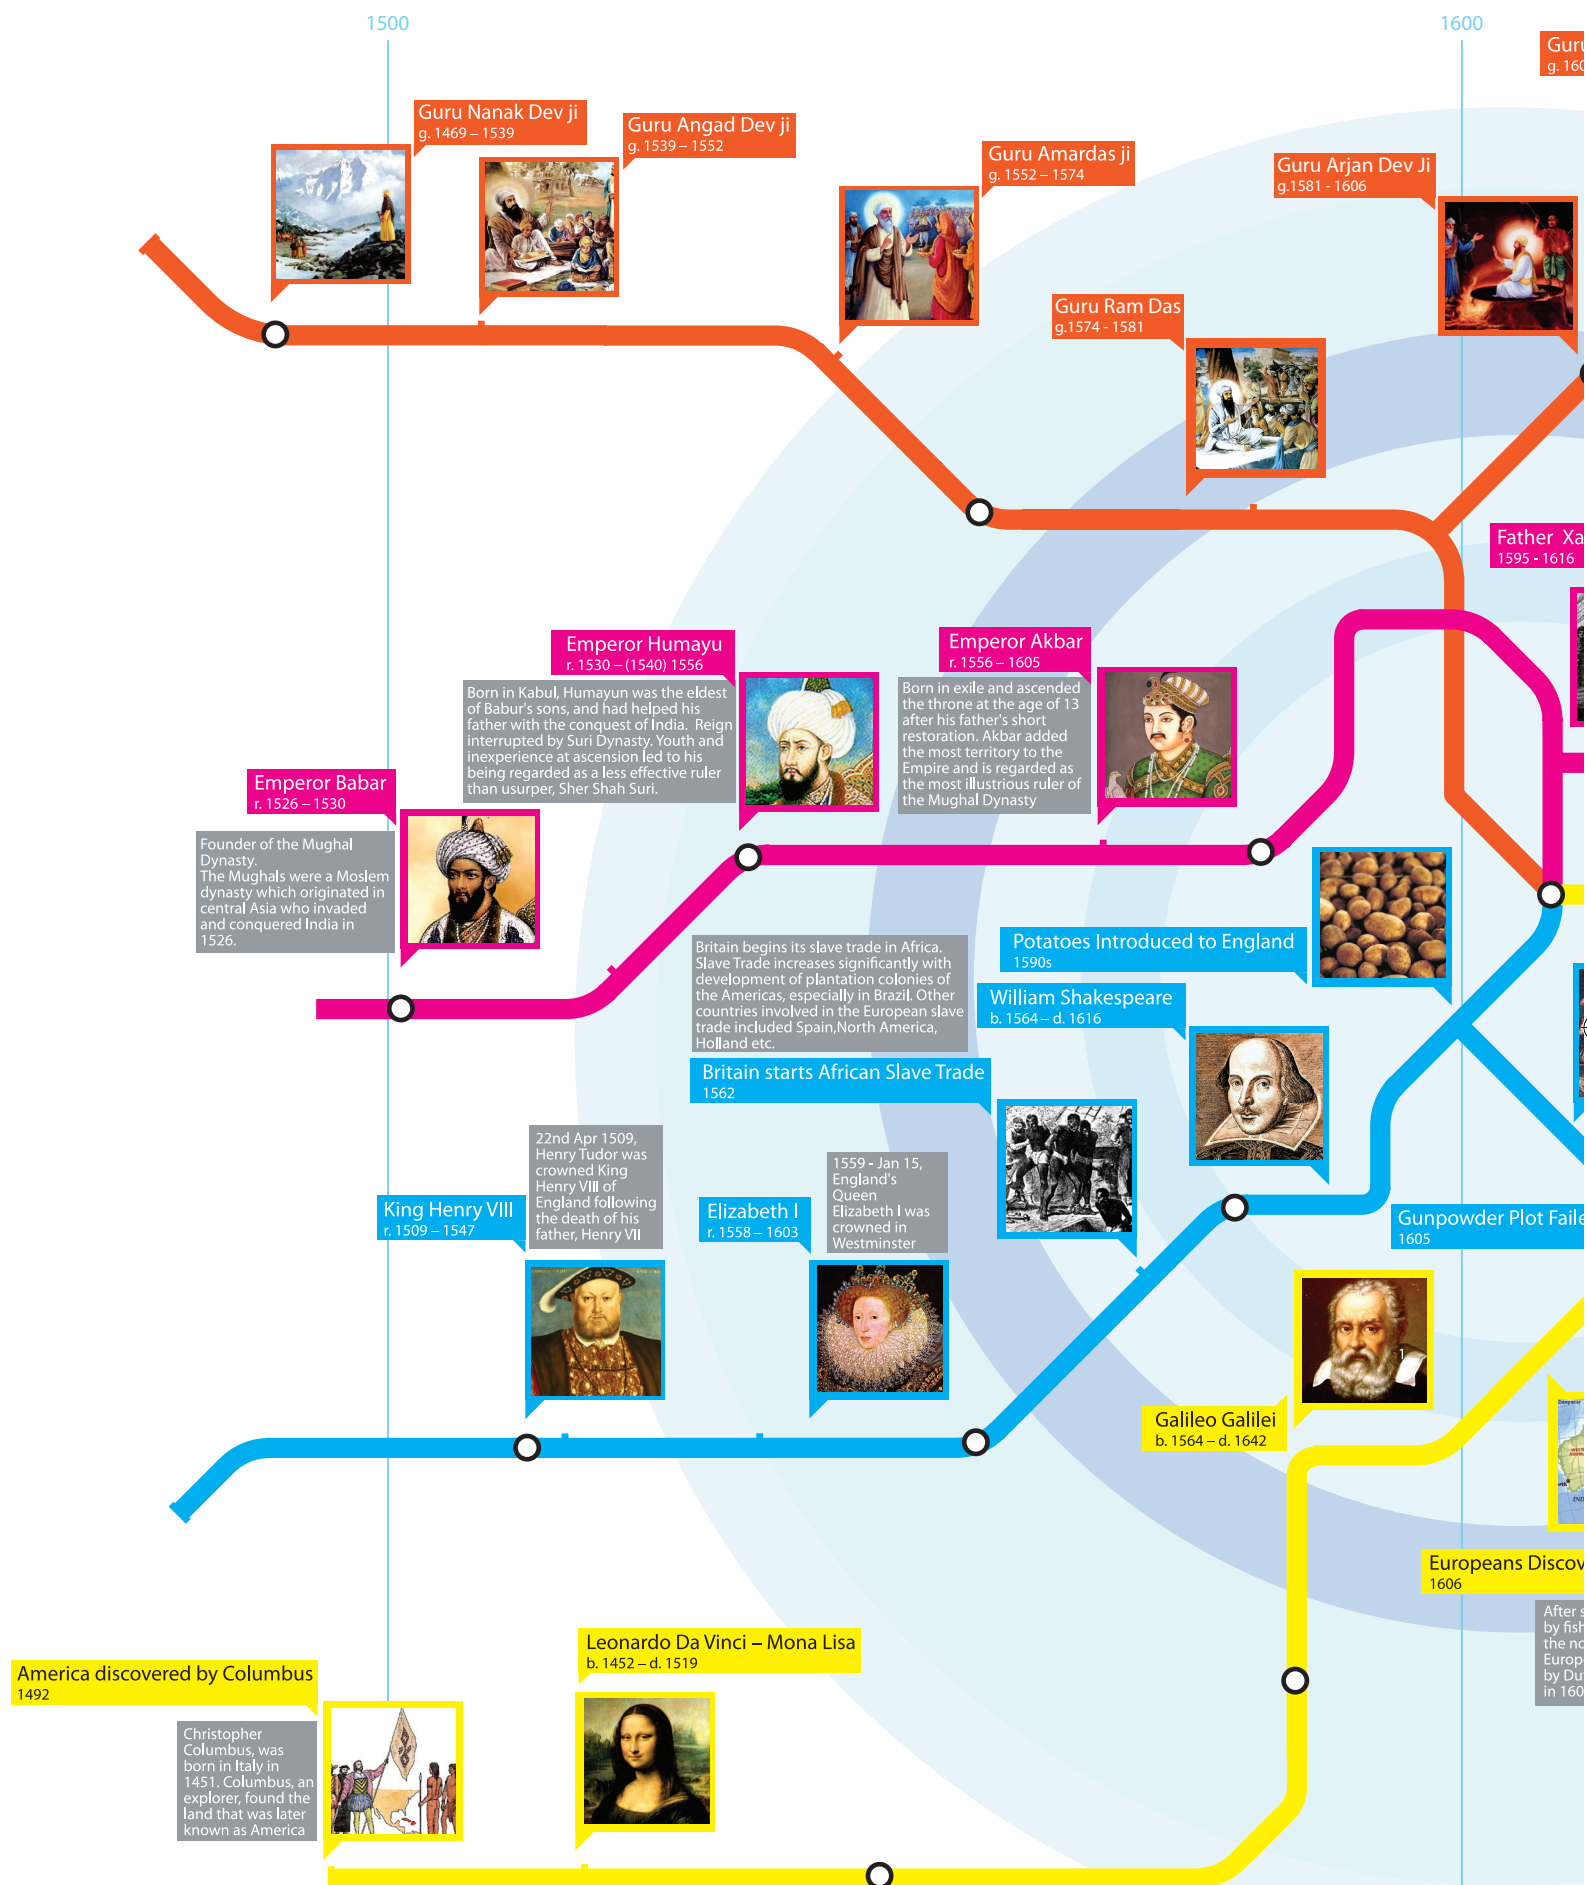 1500
1600
Guru
g. 160
Guru Nanak Dev ji
g. 1469 – 1539
Guru Angad Dev ji
g. 1539 – 1552
Guru Amardas ji
g. 1552 – 1574
Guru Arjan Dev Ji
g.1581 - 1606
Guru Ram Das
g.1574 - 1581
Father Xa
1595 - 1616
Emperor Humayu
r. 1530 – (1540) 1556
Born in Kabul, Humayun was the eldest
of Babur's sons, and had helped his
father with the conquest of India. Reign
interrupted by Suri Dynasty. Youth and
inexperience at ascension led to his
being regarded as a less effective ruler
than usurper, Sher Shah Suri.
Emperor Akbar
r. 1556 – 1605
Born in exile and ascended
the throne at the age of 13
after his father's short
restoration. Akbar added
the most territory to the
Empire and is regarded as
the most illustrious ruler of
the Mughal Dynasty
Emperor Babar
r. 1526 – 1530
Founder of the Mughal
Dynasty.
The Mughals were a Moslem
dynasty which originated in
central Asia who invaded
and conquered India in
1526.
Britain begins its slave trade in Africa.
Slave Trade increases significantly with
development of plantation colonies of
the Americas, especially in Brazil. Other
countries involved in the European slave
trade included Spain,North America,
Holland etc.
Britain starts African Slave Trade
1562
Potatoes Introduced to England
1590s
William Shakespeare
b. 1564 – d. 1616
22nd Apr 1509,
Henry Tudor was
crowned King
Henry VIII of
England following
the death of his
father, Henry VII
King Henry VIII
r. 1509 – 1547
Elizabeth I
r. 1558 – 1603
1559 - Jan 15,
England's
Queen
Elizabeth I was
crowned in
Westminster
Gunpowder Plot Faile
1605
1
Galileo Galilei
b. 1564 – d. 1642
Europeans Discov
1606
After s
by fish
the no
Europ
by Du
in 160
Leonardo Da Vinci – Mona Lisa
b. 1452 – d. 1519
America discovered by Columbus
1492
Christopher
Columbus, was
born in Italy in
1451. Columbus, an
explorer, found the
land that was later
known as America